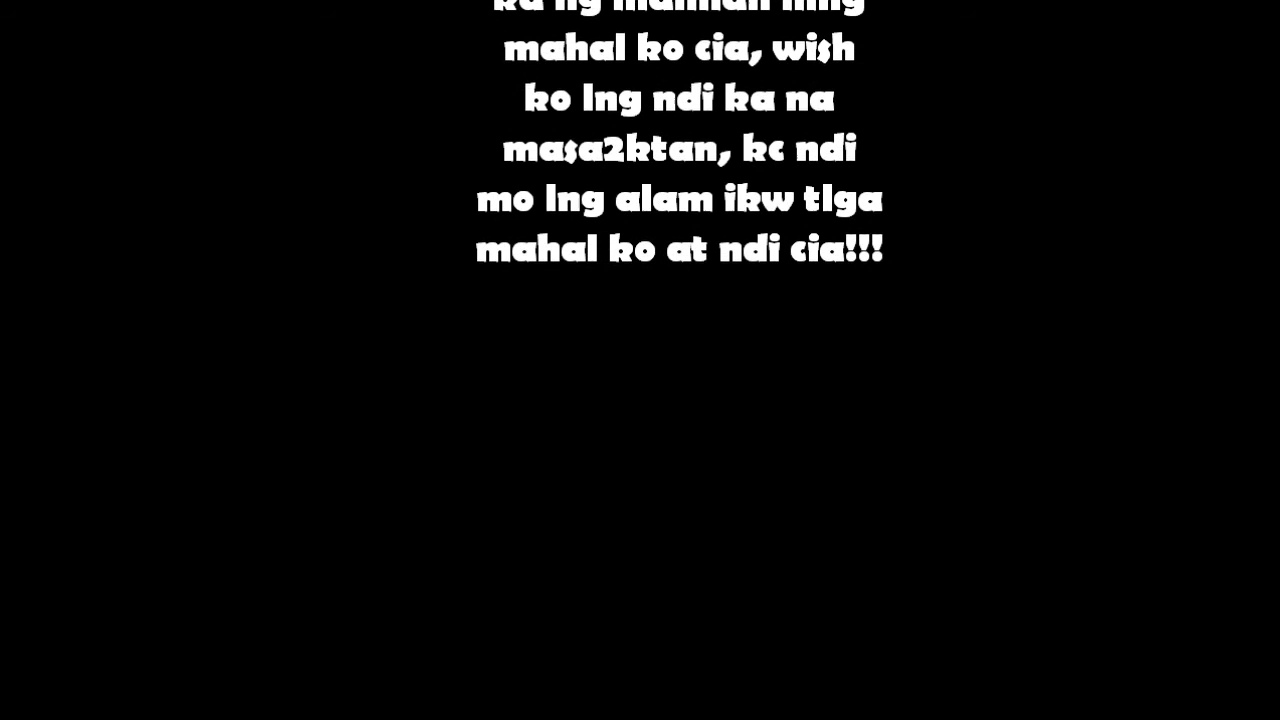 mahal ko cia, wish
ko lng ndi ka na
masa2ktan, kc ndi
mo lng alam ikw tlga
mahal ko at ndi cia!!!